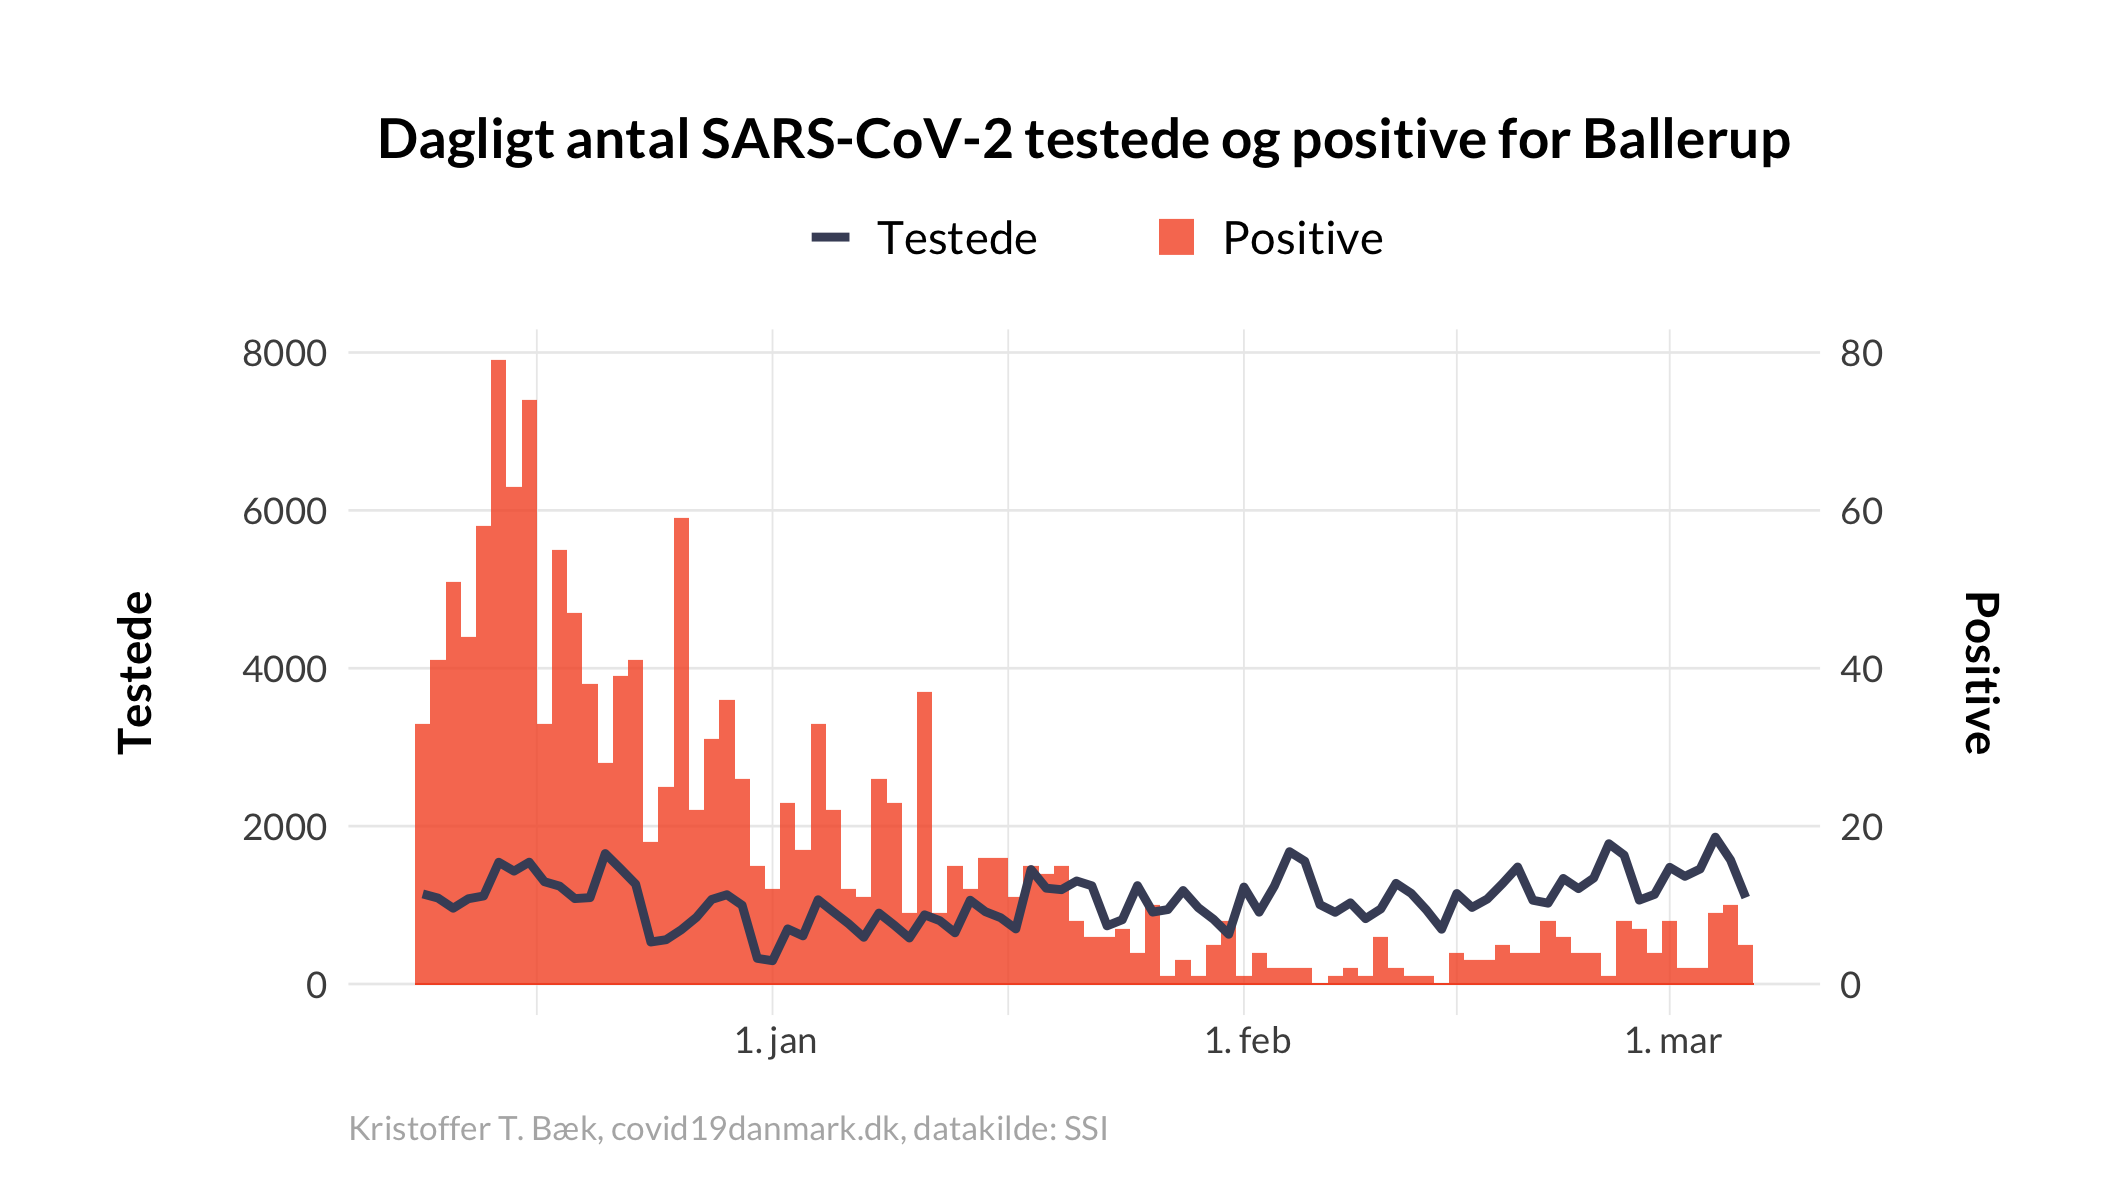 Dagligt antal SARS-CoV-2 testede og positive for Ballerup
Testede Positive
8000 80
6000 60
4000 40
2000 20
0 0
Testede
Positive
1. jan 1. feb 1. mar
Kristoffer T. Bæk, covid19danmark.dk, datakilde: SSI